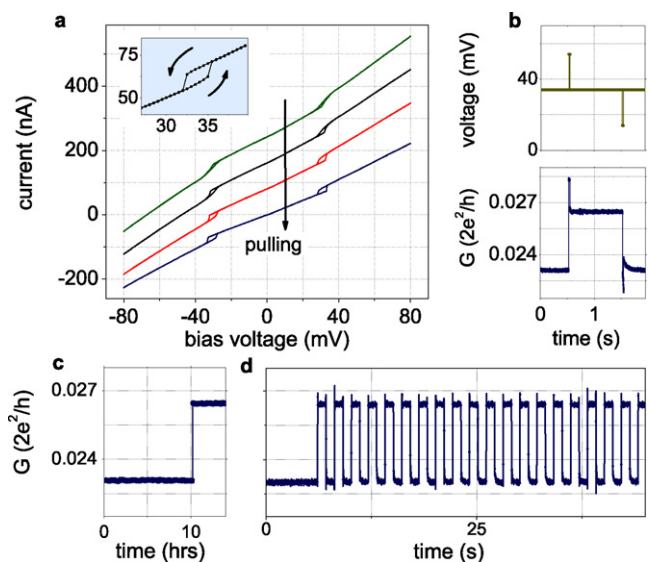 a
current (nA)
400
200
0
-200
75
50
30
35
pulling
-80
-40
0
40
80
bias voltage (mV)
b
voltage (mV)
40
0
G (2e²/h)
0.027
0.024
0
1
time (s)
c
G (2e²/h)
0.027
0.024
0
10
time (hrs)
d
0
25
time (s)